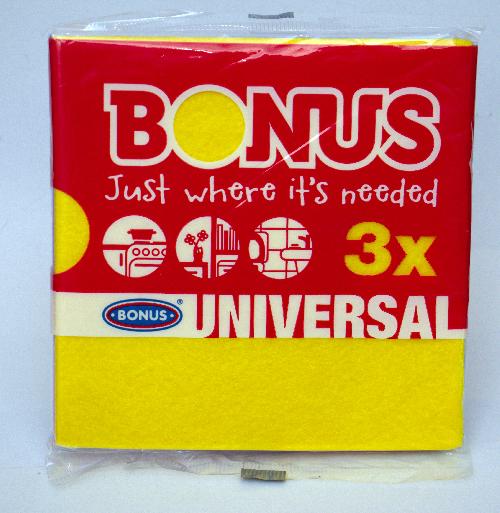 BONUS
Just where it's needed
3x
BONUS®
UNIVERSAL